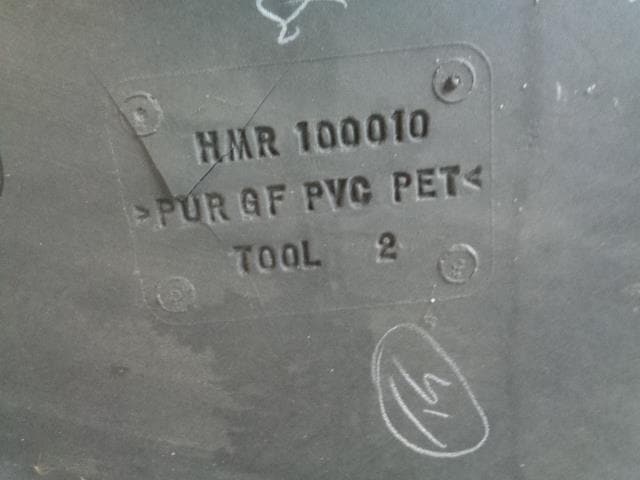 HMR 100010
>PUR GF PVC PET<
TOOL 2